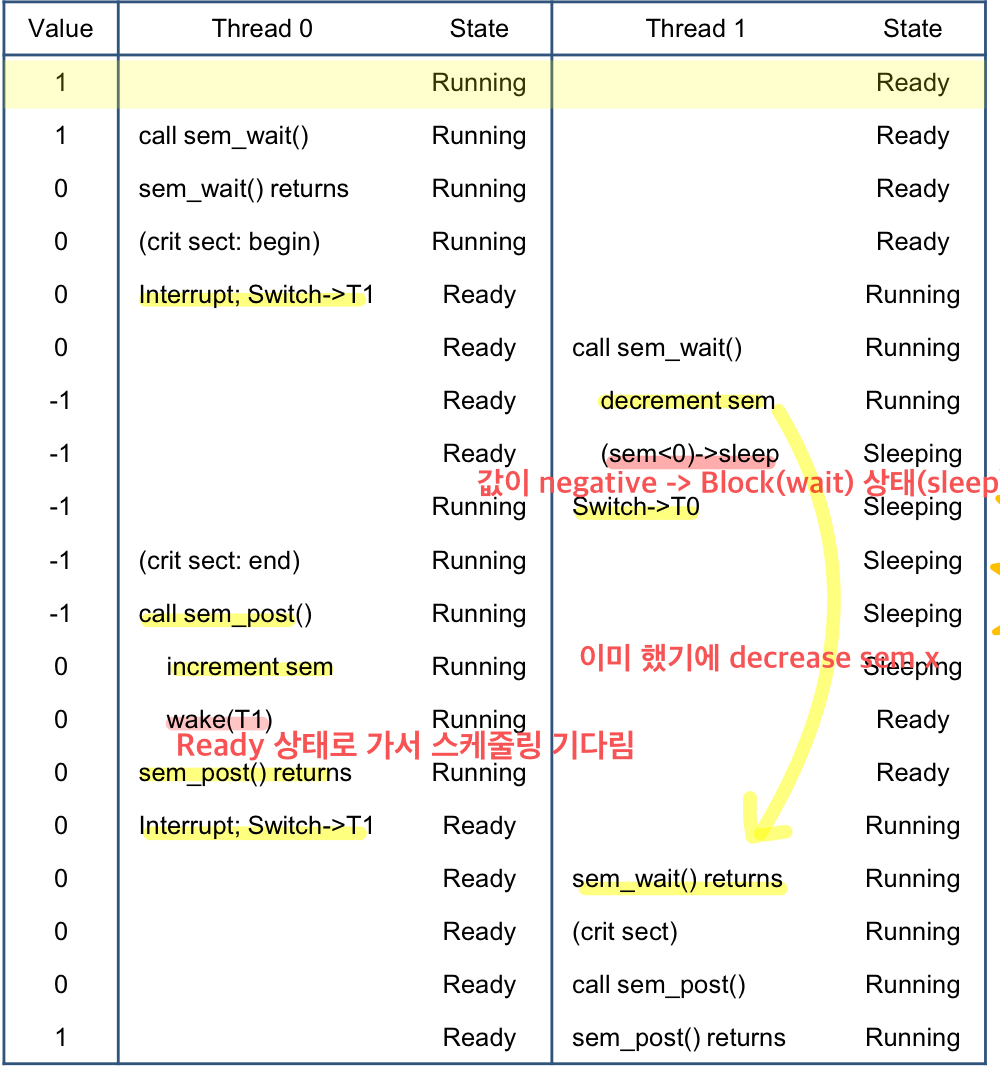 Value Thread 0 State Thread 1 State
1 Running Ready
1 call sem_wait() Running Ready
0 sem_wait() returns Running Ready
0 (crit sect: begin) Running Ready
0 Interrupt; Switch->T1 Ready Running
0 Ready call sem_wait() Running
-1 Ready decrement sem Running
-1 Ready (sem<0)->sleep Sleeping
값이 negative -> Block(wait) 상태(sleep
-1 Running Switch->T0 Sleeping
-1 (crit sect: end) Running Sleeping
-1 call sem_post() Running Sleeping
이미 했기에 decrease sem x
0 increment sem Running Sleeping
0 wake(T1) Running Ready
Ready 상태로 가서 스케줄링 기다림
0 sem_post() returns Running Ready
0 Interrupt; Switch->T1 Ready Running
0 Ready sem_wait() returns Running
0 Ready (crit sect) Running
0 Ready call sem_post() Running
1 Ready sem_post() returns Running